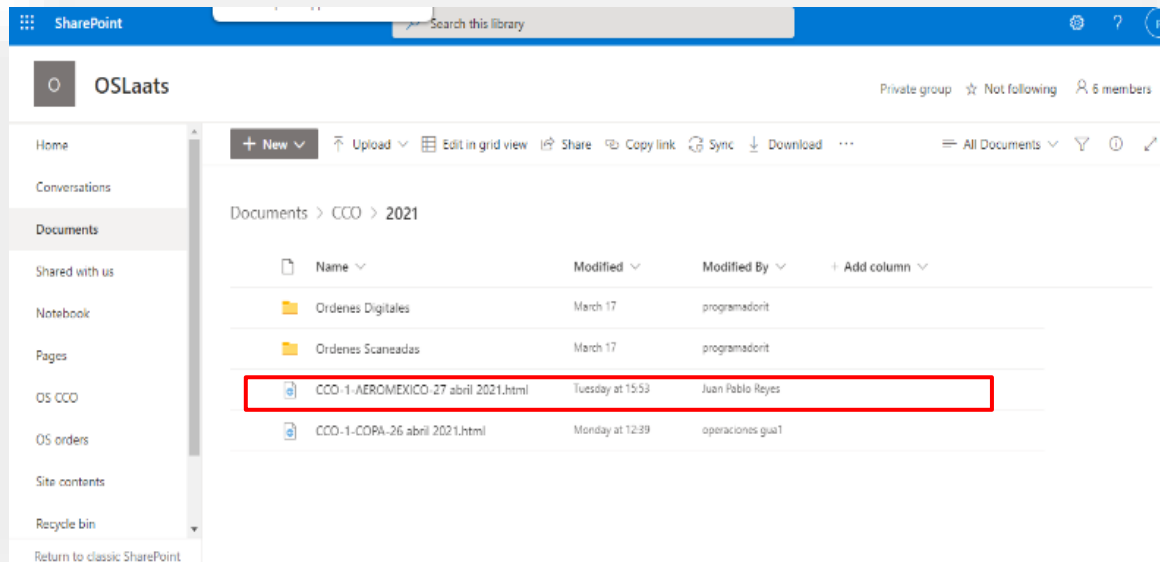 SharePoint
Search this library
?
O
OSLaats
Private group
Not following
6 members
Home
Conversations
Documents
Shared with us
Notebook
Pages
OS CCO
OS orders
Site contents
Recycle bin
Return to classic SharePoint
+ New
Upload
Edit in grid view
Share
Copy link
Sync
Download
...
All Documents
Documents > CCO > 2021
Name Modified Modified By + Add column
Ordenes Digitales March 17 programadorit
Ordenes Scaneadas March 17 programadorit
CCO-1-AEROMEXICO-27 abril 2021.html Tuesday at 15:53 Juan Pablo Reyes
CCO-1-COPA-26 abril 2021.html Monday at 12:39 operaciones gua1